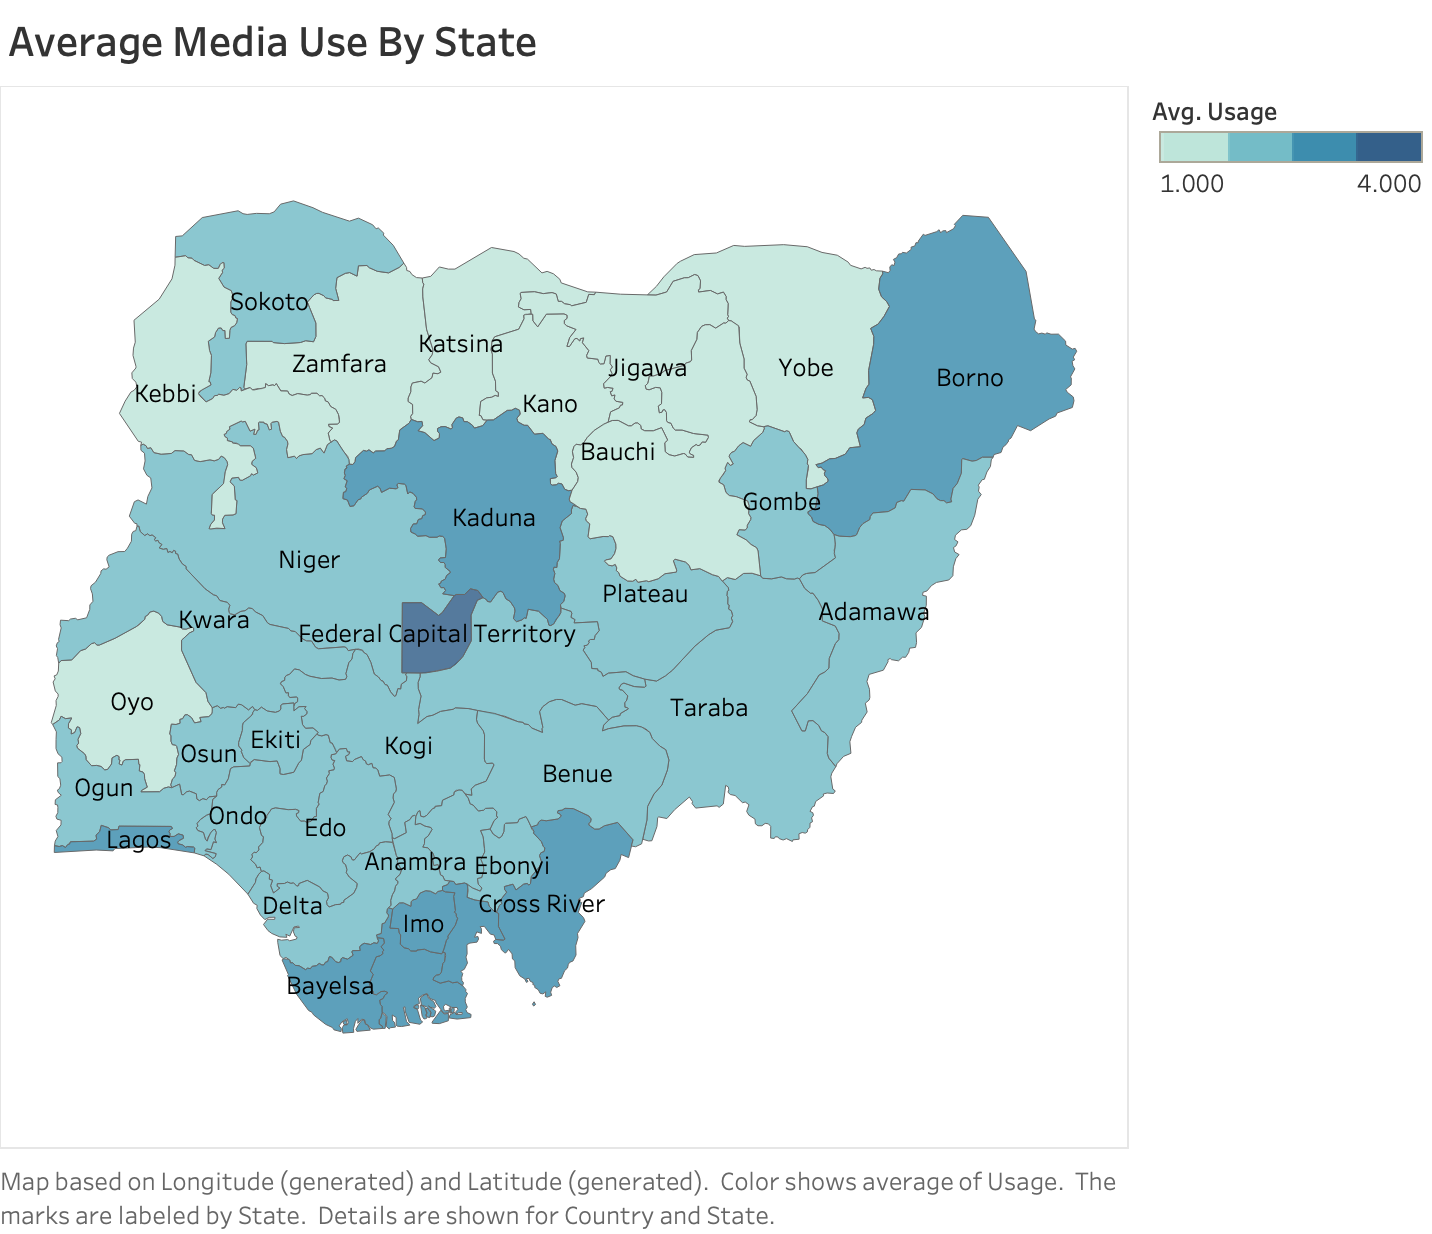 Average Media Use By State
Avg. Usage
1.000 4.000
Sokoto
Katsina
Zamfara
Jigawa
Yobe
Borno
Kebbi
Kano
Bauchi
Gombe
Kaduna
Niger
Plateau
Adamawa
Kwara
Federal Capital Territory
Oyo
Taraba
Ekiti
Kogi
Osun
Benue
Ogun
Ondo
Edo
Lagos
Anambra
Ebonyi
Delta
Cross River
Imo
Bayelsa
Map based on Longitude (generated) and Latitude (generated). Color shows average of Usage. The
marks are labeled by State. Details are shown for Country and State.